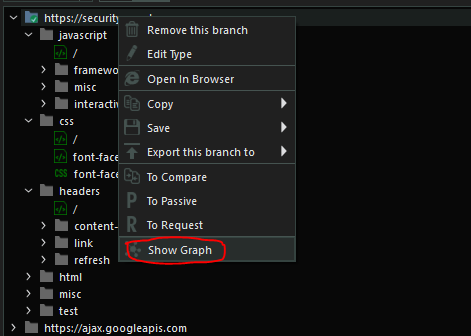 https://security
Remove this branch
javascript
/
Edit Type
framewor
Open In Browser
misc
interactiv
Copy
css
Save
/
font-face
Export this branch to
CSS font-face
To Compare
headers
P To Passive
/
content-
R To Request
link
refresh
Show Graph
html
misc
test
https://ajax.googleapis.com